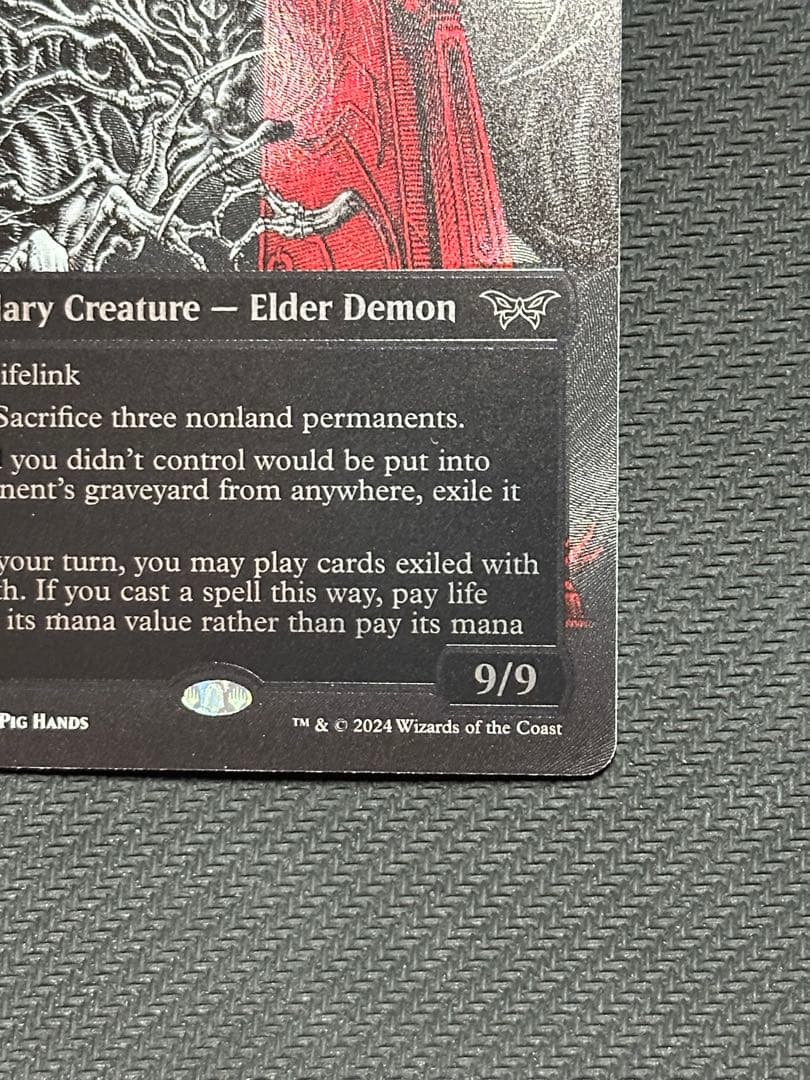 dary Creature — Elder Demon
ifelink
Sacrifice three nonland permanents.
you didn't control would be put into
nent's graveyard from anywhere, exile it
your turn, you may play cards exiled with
h. If you cast a spell this way, pay life
its mana value rather than pay its mana
9/9
PIG HANDS
™ & © 2024 Wizards of the Coast